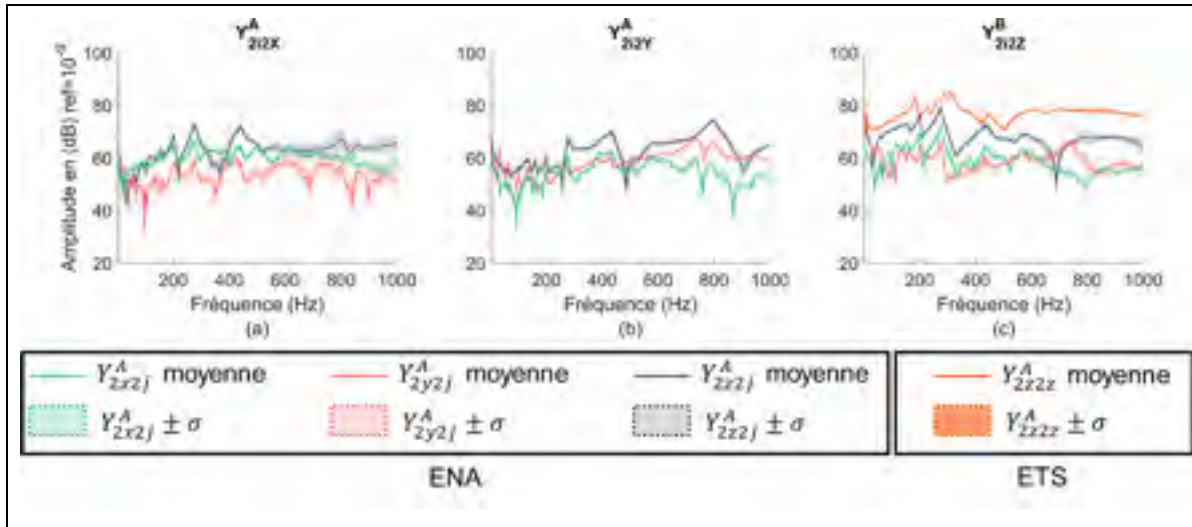 Y^A_2i2X
Y^A_2i2Y
Y^B_2i2Z
Amplitude en (dB) ref=10^-9
100
80
60
40
20
200 400 600 800 1000
Fréquence (Hz)
(a)
100
80
60
40
20
200 400 600 800 1000
Fréquence (Hz)
(b)
100
80
60
40
20
200 400 600 800 1000
Fréquence (Hz)
(c)
Y^A_2x2j moyenne
Y^A_2y2j moyenne
Y^A_2z2j moyenne
Y^A_2z2z moyenne
Y^A_2x2j ± σ
Y^A_2y2j ± σ
Y^A_2z2j ± σ
Y^A_2z2z ± σ
ENA
ETS